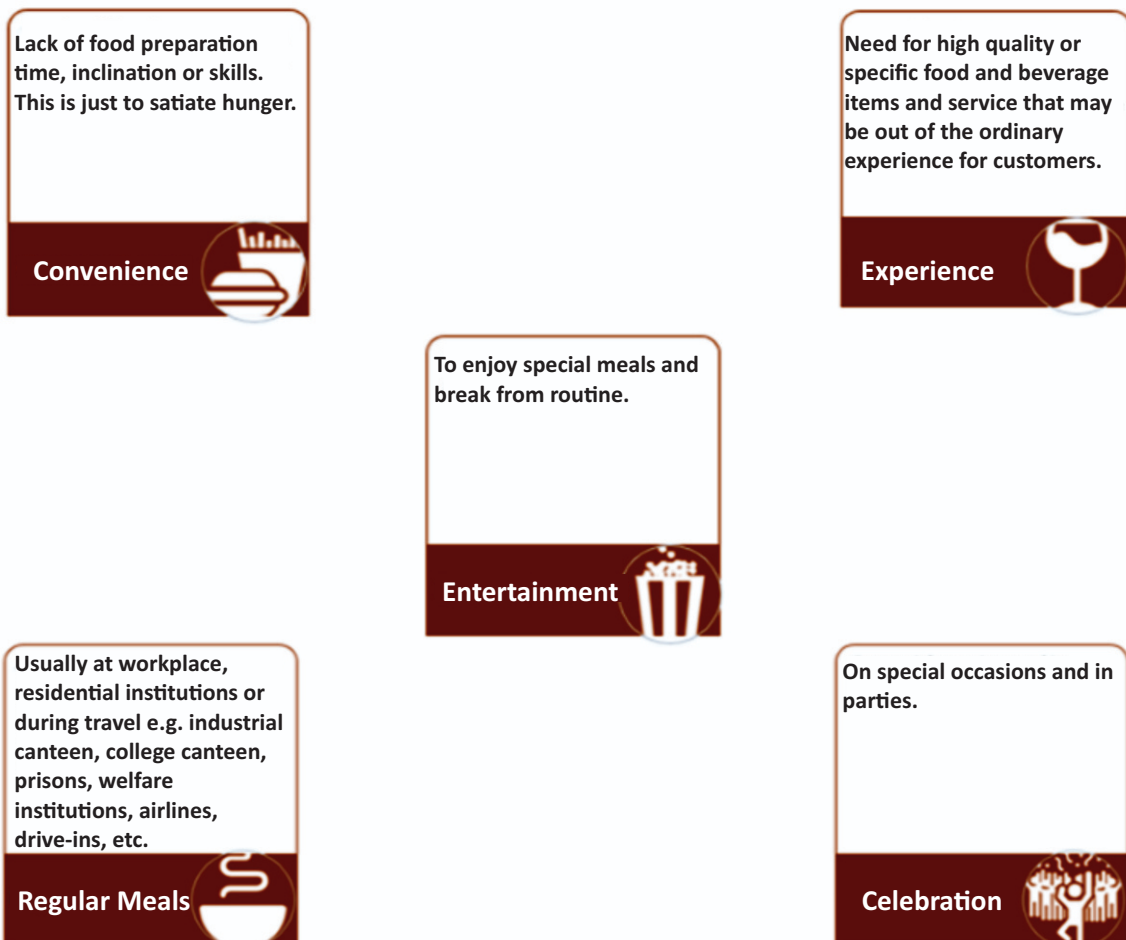 Lack of food preparation
time, inclination or skills.
This is just to satiate hunger.
Convenience
Need for high quality or
specific food and beverage
items and service that may
be out of the ordinary
experience for customers.
Experience
To enjoy special meals and
break from routine.
Entertainment
Usually at workplace,
residential institutions or
during travel e.g. industrial
canteen, college canteen,
prisons, welfare
institutions, airlines,
drive-ins, etc.
Regular Meals
On special occasions and in
parties.
Celebration